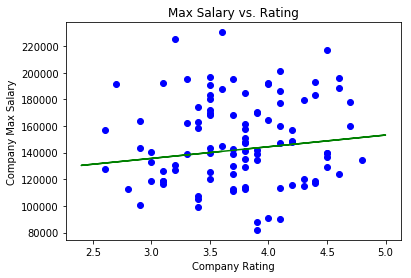 Max Salary vs. Rating
220000
200000
180000
160000
140000
120000
100000
80000
Company Max Salary
2.5 3.0 3.5 4.0 4.5 5.0
Company Rating